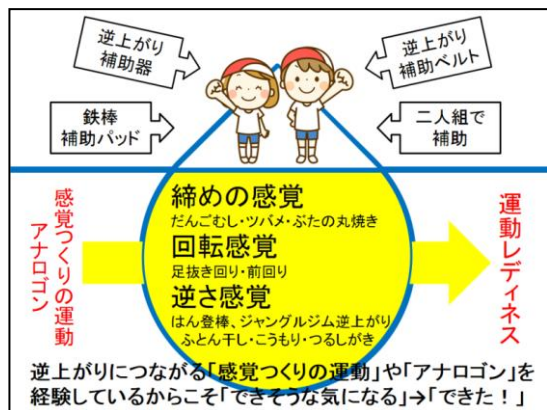 逆上がり
補助器
逆上がり
補助ベルト
鉄棒
補助パッド
二人組で
補助
感覚つくりの運動
アナロゴン
締めの感覚
だんごむし・ツバメ・ぶたの丸焼き
回転感覚
足抜き回り・前回り
逆さ感覚
はん登棒、ジャングルジム逆上がり
ふとん干し・こうもり・つるしがき
運動レディネス
逆上がりにつながる「感覚つくりの運動」や「アナロゴン」を
経験しているからこそ「できそうな気になる」→「できた！」